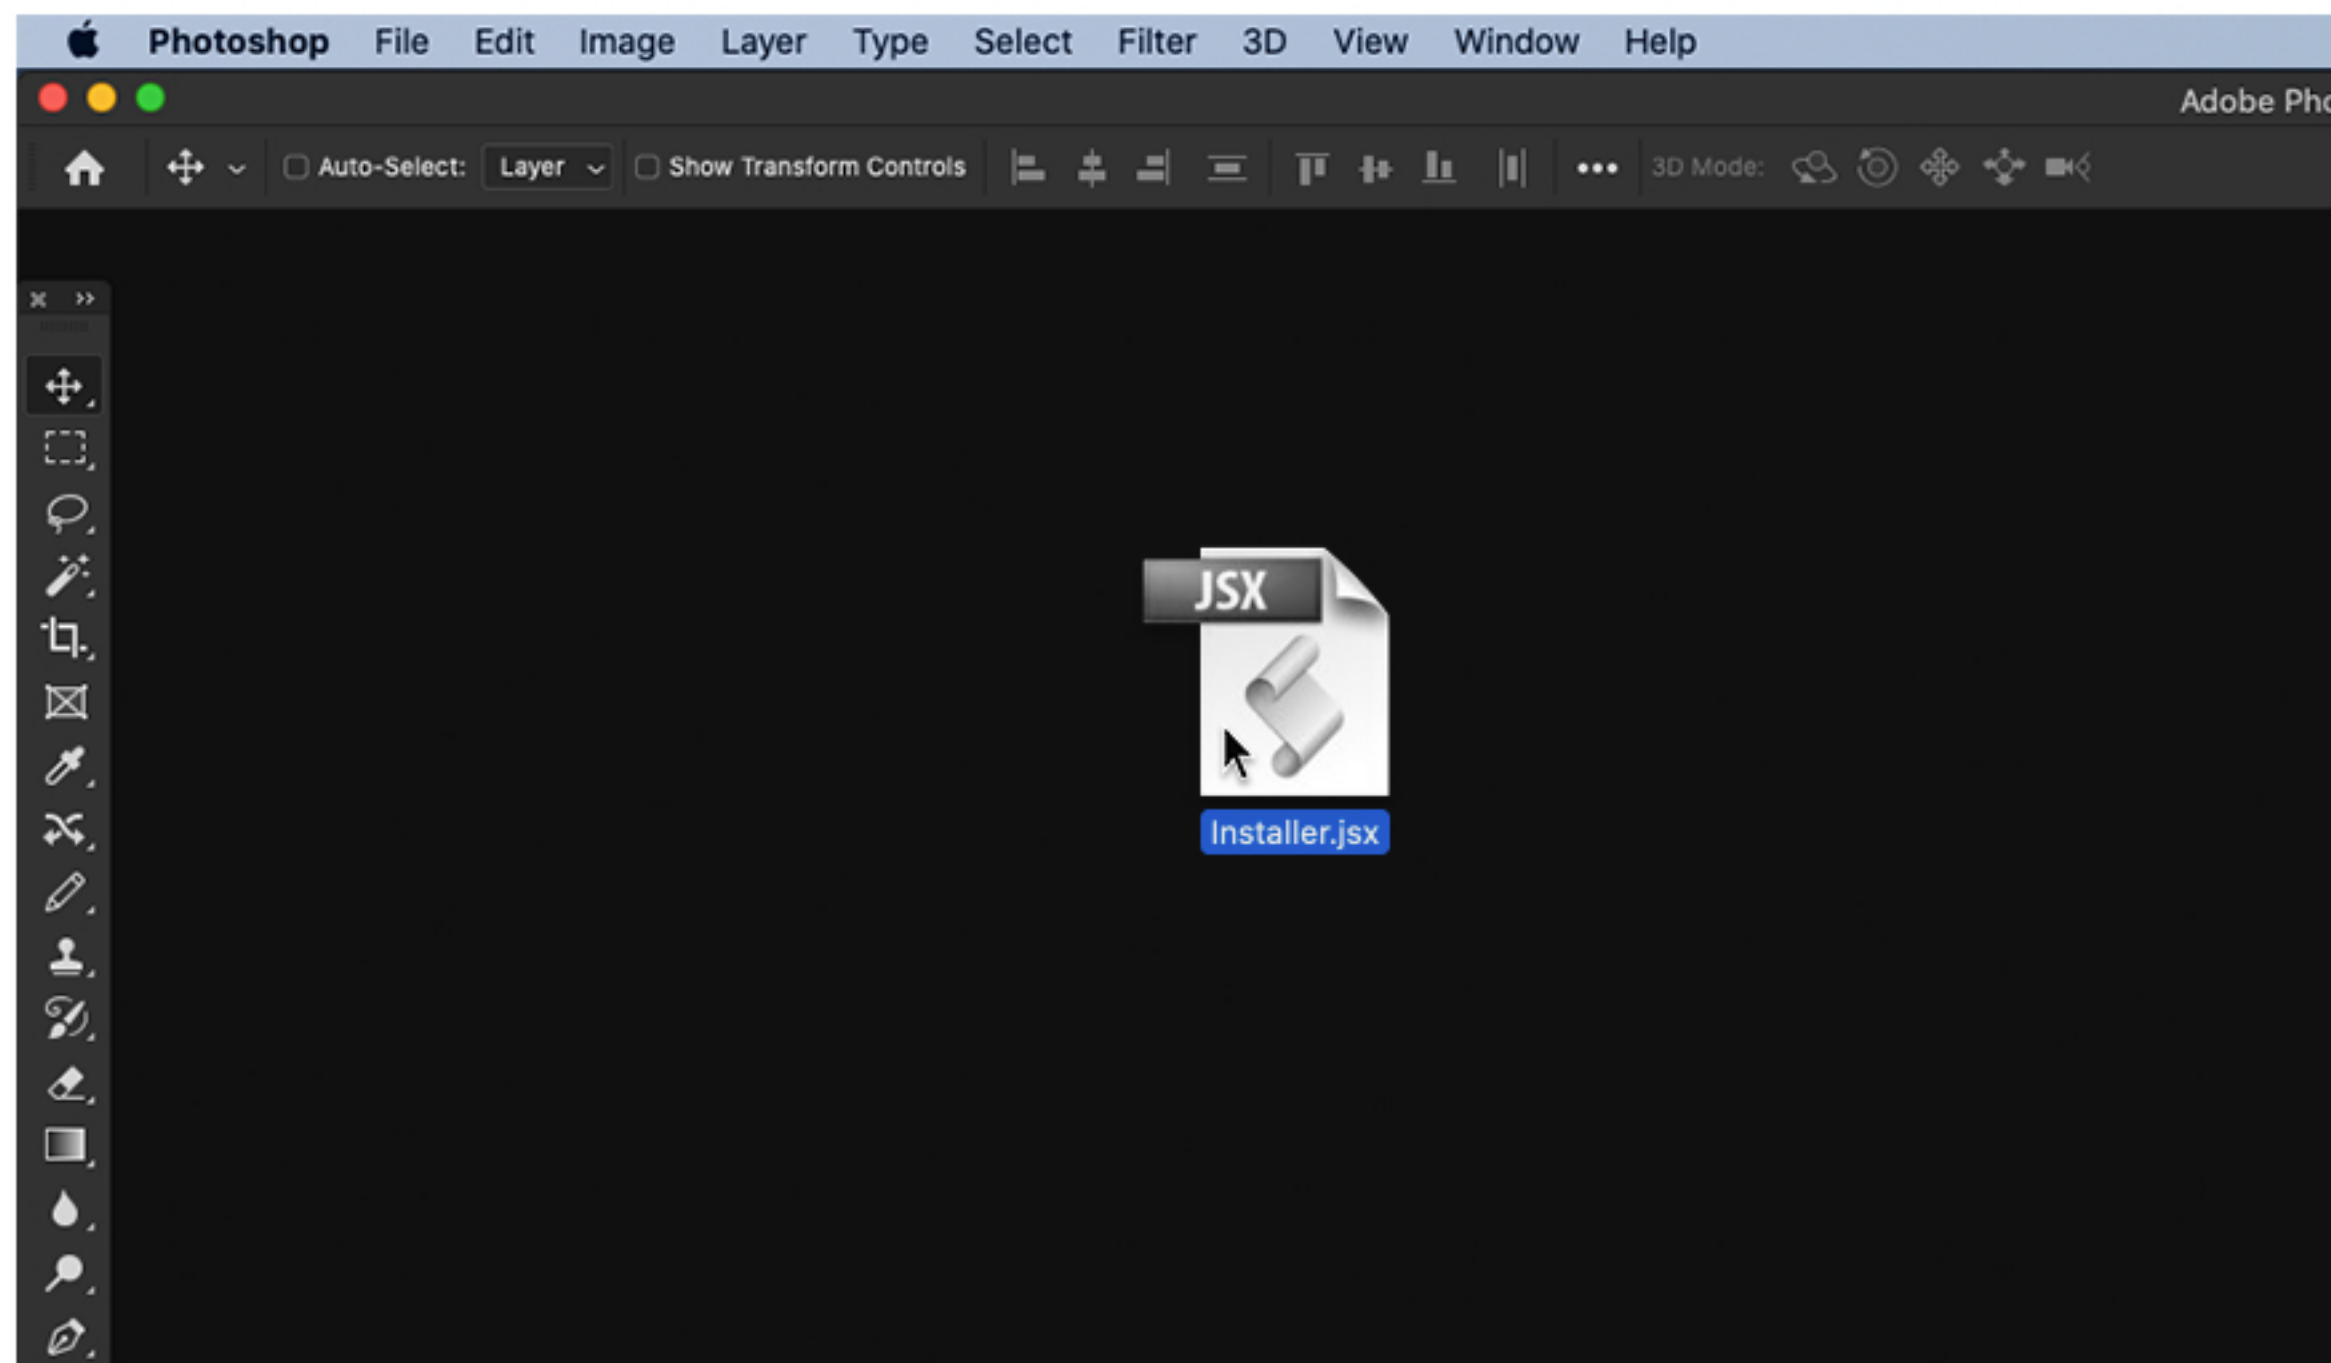 Photoshop File Edit Image Layer Type Select Filter 3D View Window Help
Adobe Pho
Auto-Select: Layer Show Transform Controls 3D Mode:
JSX
Installer.jsx